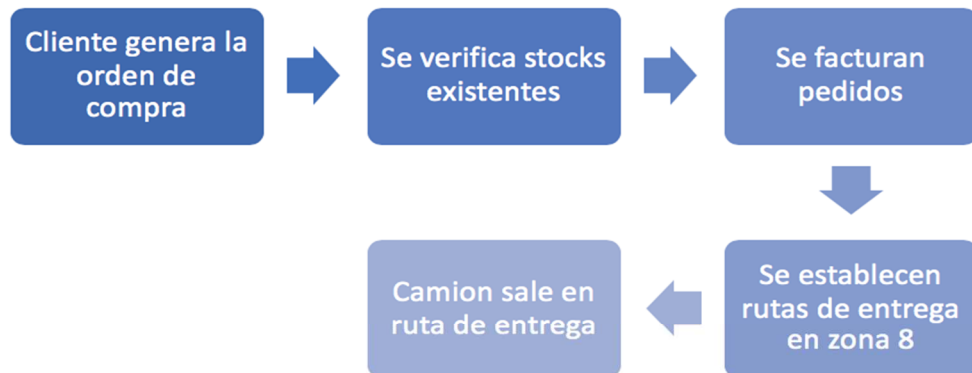 Cliente genera la
orden de
compra
Se verifica stocks
existentes
Se facturan
pedidos
Se establecen
rutas de entrega
en zona 8
Camion sale en
ruta de entrega